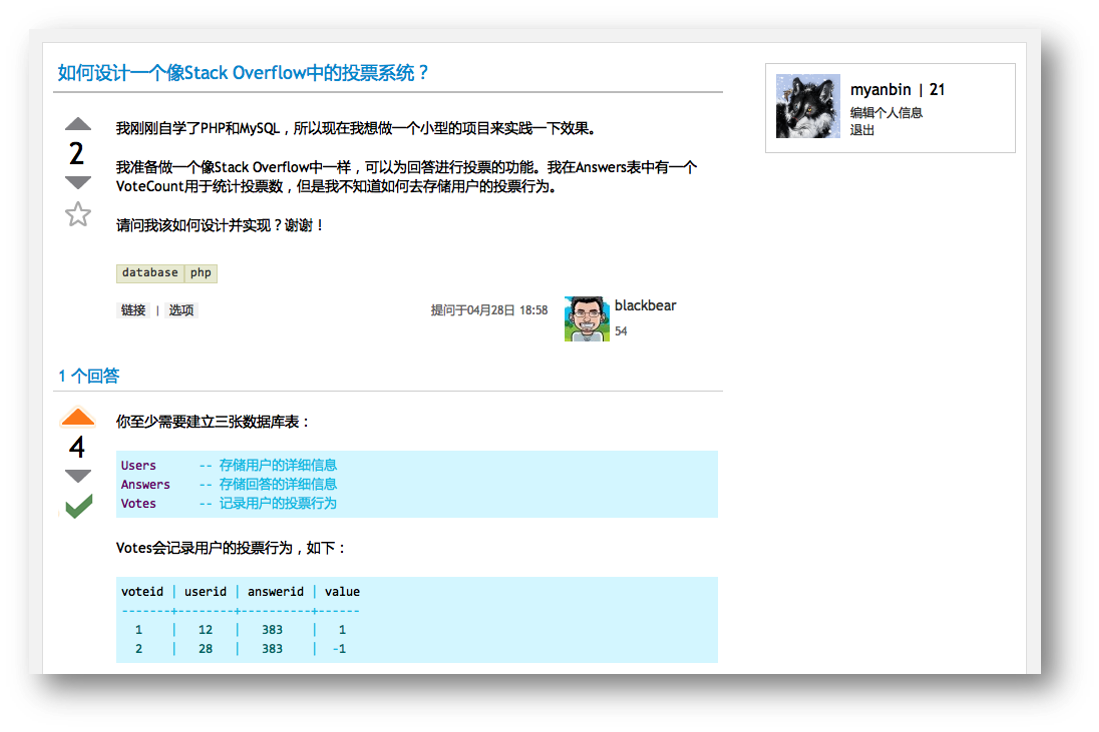 如何设计一个像Stack Overflow中的投票系统？
myanbin | 21
编辑个人信息
退出
2
我刚刚自学了PHP和MySQL，所以现在我想做一个小型的项目来实践一下效果。
我准备做一个像Stack Overflow中一样，可以为回答进行投票的功能。我在Answers表中有一个
VoteCount用于统计投票数，但是我不知道如何去存储用户的投票行为。
请问我该如何设计并实现？谢谢！
database php
链接 | 选项
提问于04月28日 18:58
blackbear
54
1 个回答
4
你至少需要建立三张数据库表：
Users -- 存储用户的详细信息
Answers -- 存储回答的详细信息
Votes -- 记录用户的投票行为
Votes会记录用户的投票行为，如下：
voteid | userid | answerid | value
-------+--------+----------+------
1 | 12 | 383 | 1
2 | 28 | 383 | -1